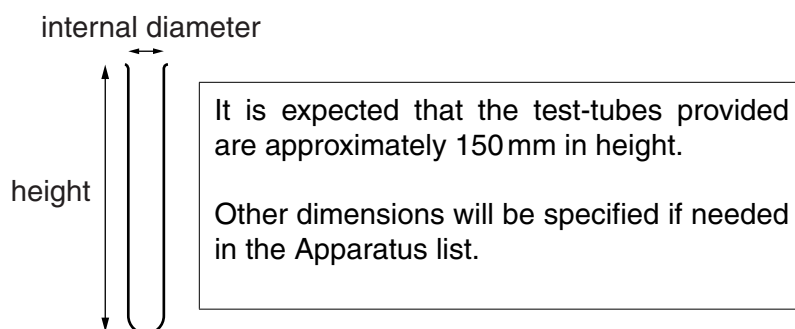 internal diameter
height
It is expected that the test-tubes provided
are approximately 150 mm in height.
Other dimensions will be specified if needed
in the Apparatus list.